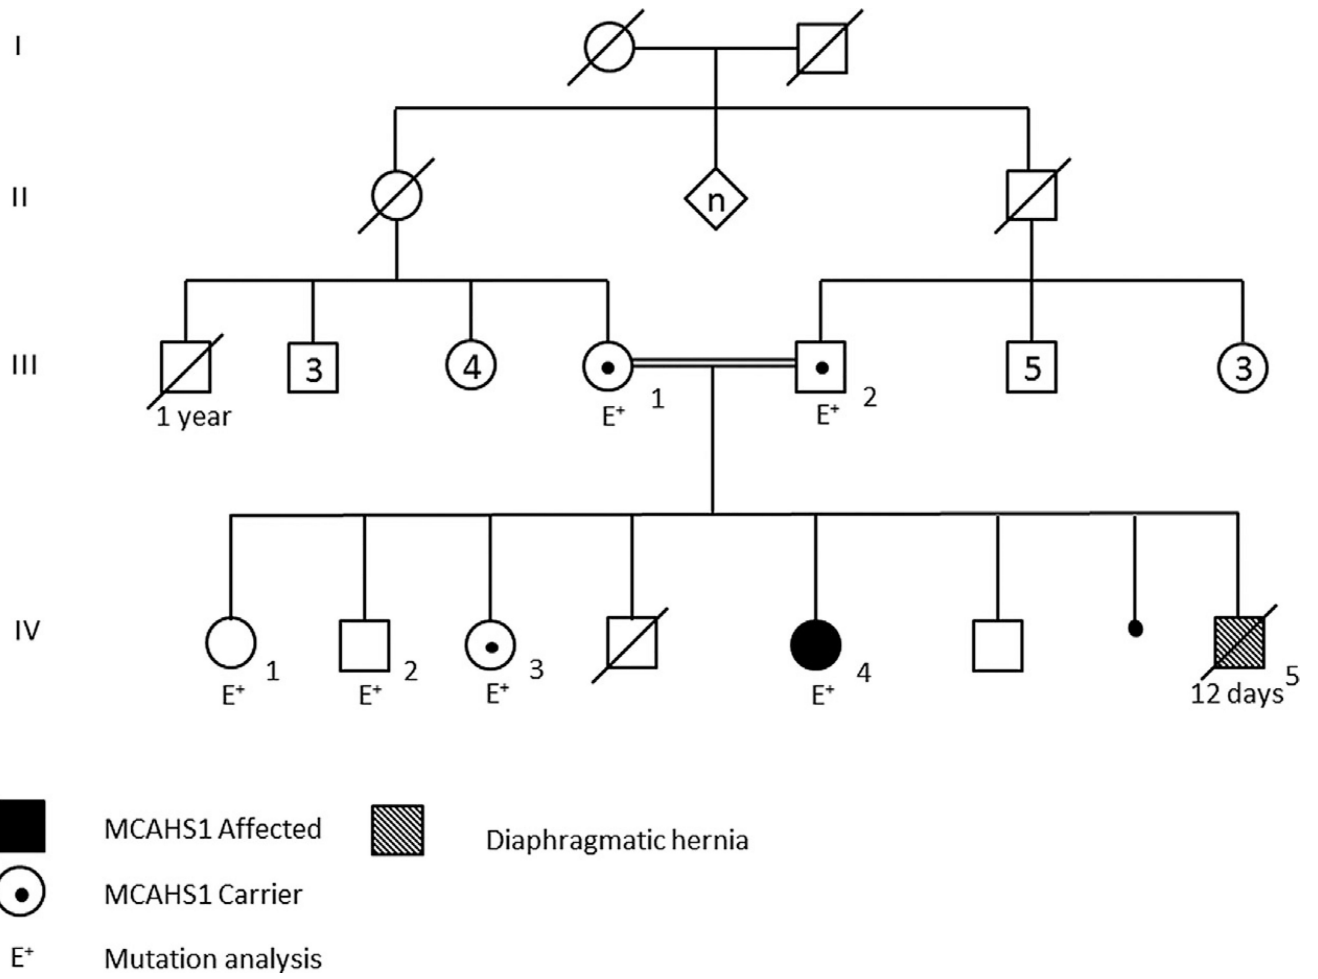 I
II
n
III
3
4
5
3
1 year
E⁺ 1
E⁺ 2
IV
1
2
3
4
5
E⁺
E⁺
E⁺
E⁺
12 days
MCAHS1 Affected
Diaphragmatic hernia
MCAHS1 Carrier
E⁺ Mutation analysis